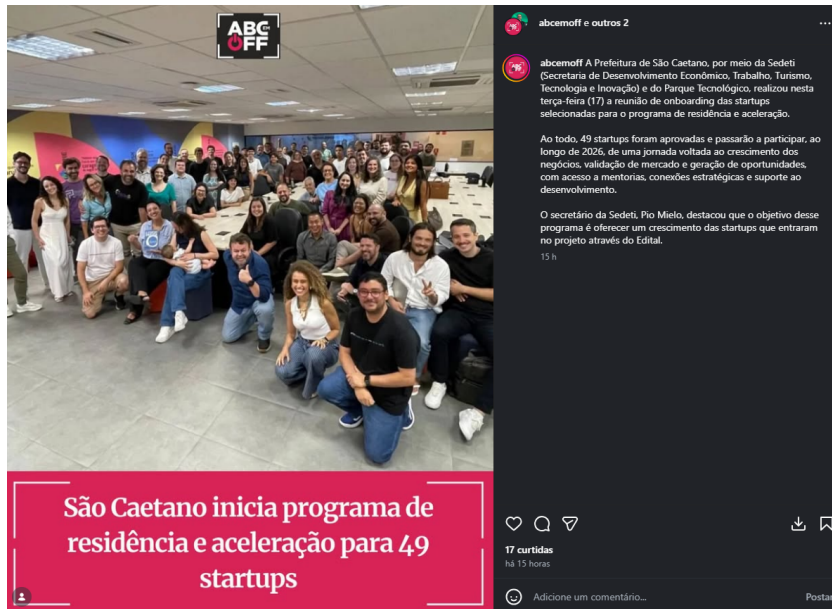 ABC
EM
OFF
São Caetano inicia programa de
residência e aceleração para 49
startups
abcemoff e outros 2
abcemoff A Prefeitura de São Caetano, por meio da Sedeti
(Secretaria de Desenvolvimento Econômico, Trabalho, Turismo,
Tecnologia e Inovação) e do Parque Tecnológico, realizou nesta
terça-feira (17) a reunião de onboarding das startups
selecionadas para o programa de residência e aceleração.
Ao todo, 49 startups foram aprovadas e passarão a participar, ao
longo de 2026, de uma jornada voltada ao crescimento dos
negócios, validação de mercado e geração de oportunidades,
com acesso a mentorias, conexões estratégicas e suporte ao
desenvolvimento.
O secretário da Sedeti, Pio Mielo, destacou que o objetivo desse
programa é oferecer um crescimento das startups que entraram
no projeto através do Edital.
15 h
17 curtidas
há 15 horas
Adicione um comentário...
Postar